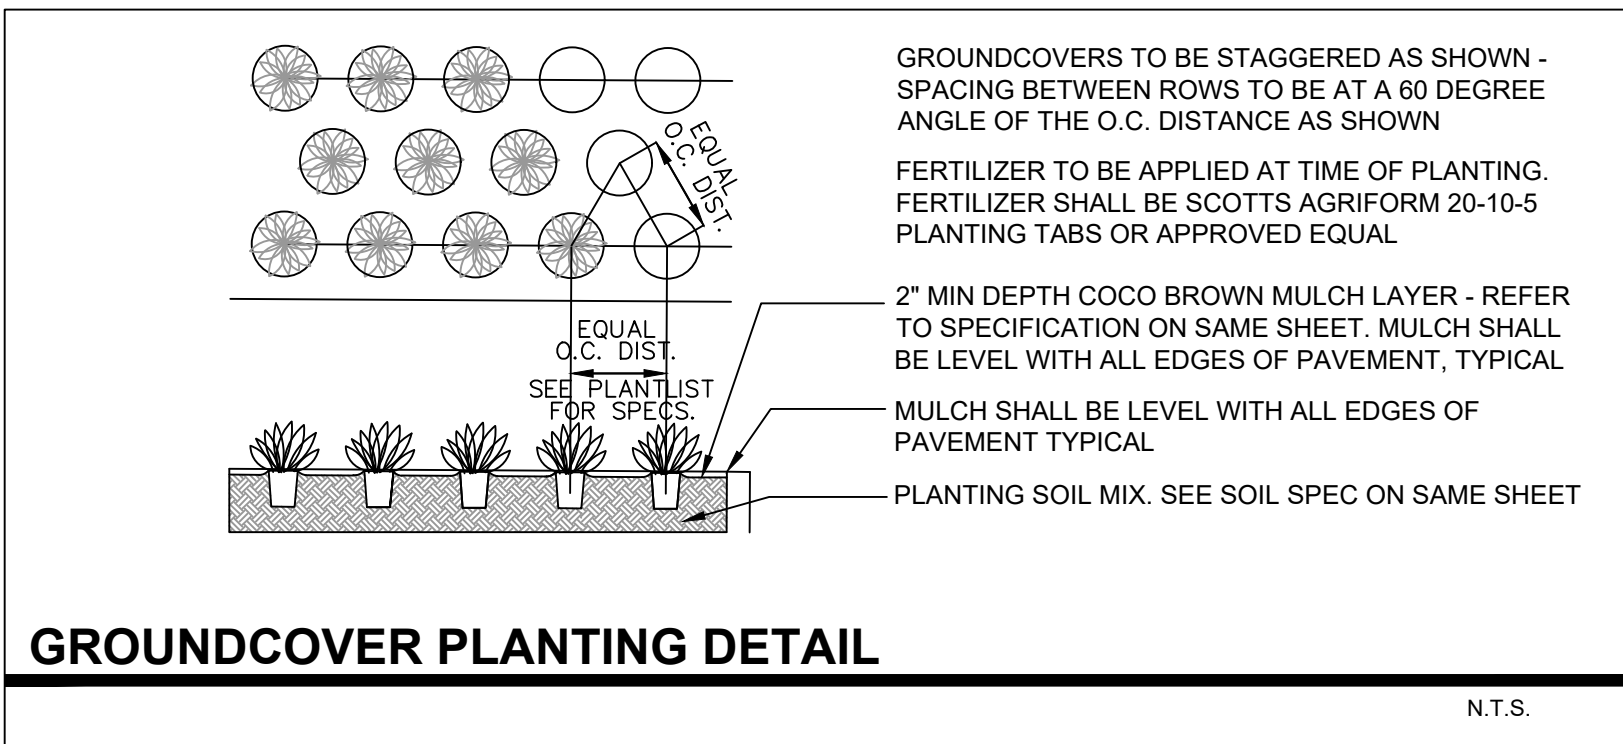 GROUNDCOVERS TO BE STAGGERED AS SHOWN -
SPACING BETWEEN ROWS TO BE AT A 60 DEGREE
ANGLE OF THE O.C. DISTANCE AS SHOWN
EQUAL
O.C. DIST.
FERTILIZER TO BE APPLIED AT TIME OF PLANTING.
FERTILIZER SHALL BE SCOTTS AGRIFORM 20-10-5
PLANTING TABS OR APPROVED EQUAL
2" MIN DEPTH COCO BROWN MULCH LAYER - REFER
TO SPECIFICATION ON SAME SHEET. MULCH SHALL
BE LEVEL WITH ALL EDGES OF PAVEMENT, TYPICAL
EQUAL
O.C. DIST.
SEE PLANTLIST
FOR SPECS.
MULCH SHALL BE LEVEL WITH ALL EDGES OF
PAVEMENT TYPICAL
PLANTING SOIL MIX. SEE SOIL SPEC ON SAME SHEET
GROUNDCOVER PLANTING DETAIL
N.T.S.